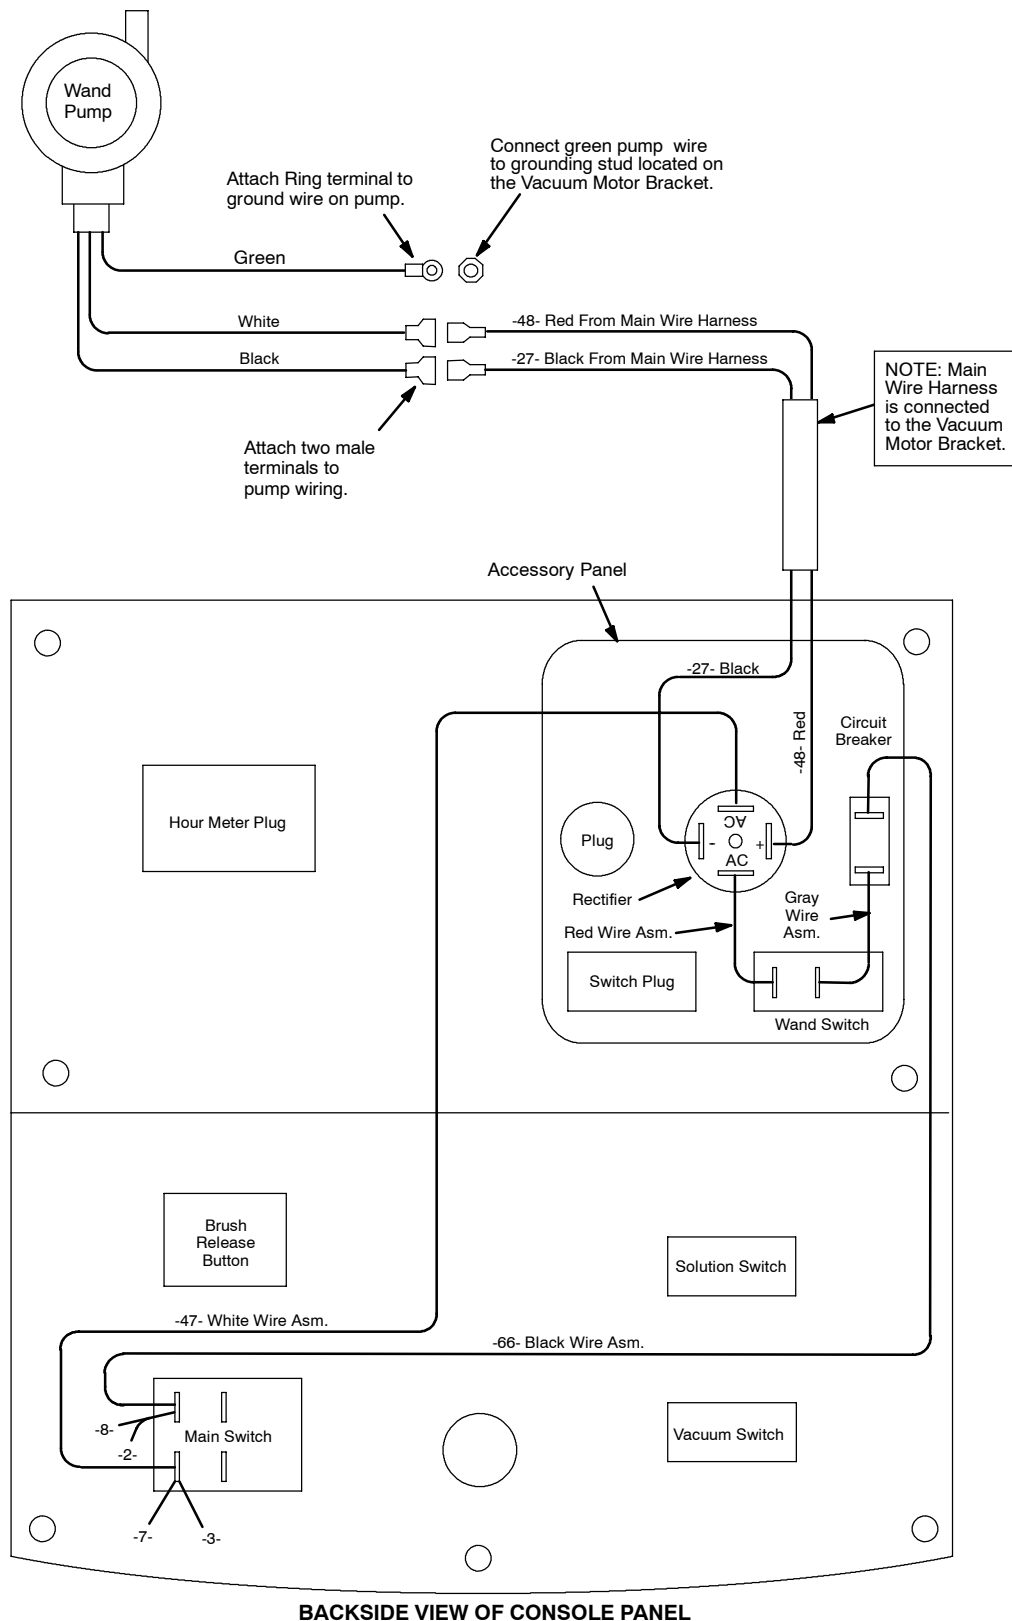 Wand
Pump
Connect green pump wire
to grounding stud located on
the Vacuum Motor Bracket.
Attach Ring terminal to
ground wire on pump.
Green
White
-48- Red From Main Wire Harness
Black
-27- Black From Main Wire Harness
NOTE: Main
Wire Harness
is connected
to the Vacuum
Motor Bracket.
Attach two male
terminals to
pump wiring.
Accessory Panel
-27- Black
-48- Red
Circuit
Breaker
Hour Meter Plug
Plug
AC
-
+
AC
Rectifier
Red Wire Asm.
Gray
Wire
Asm.
Switch Plug
Wand Switch
Brush
Release
Button
Solution Switch
-47- White Wire Asm.
-66- Black Wire Asm.
-8-
-2-
Main Switch
Vacuum Switch
-7-
-3-
BACKSIDE VIEW OF CONSOLE PANEL